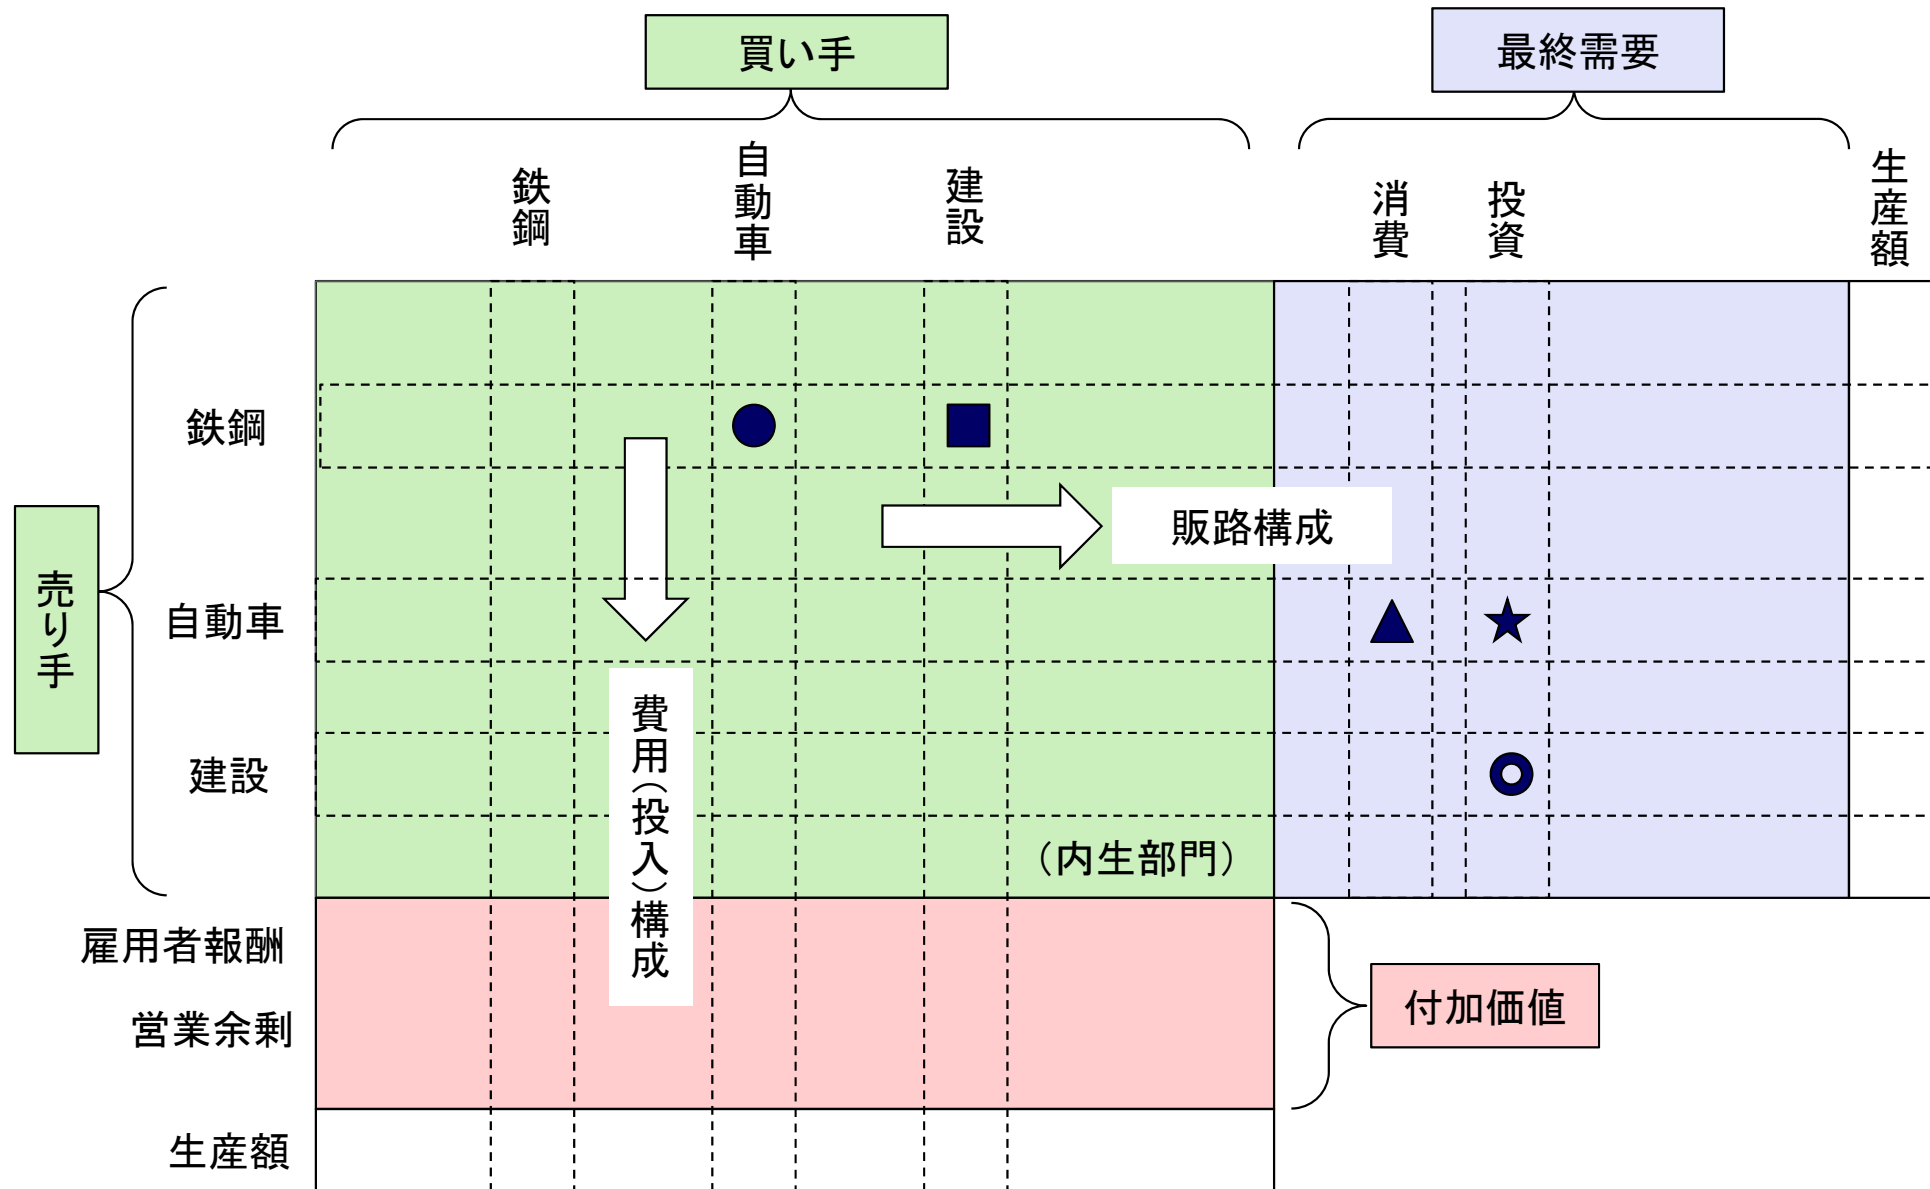 買い手
最終需要
鉄鋼
自動車
建設
消費
投資
生産額
売り手
鉄鋼
販路構成
自動車
費用(投入)構成
建設
(内生部門)
雇用者報酬
営業余剰
付加価値
生産額